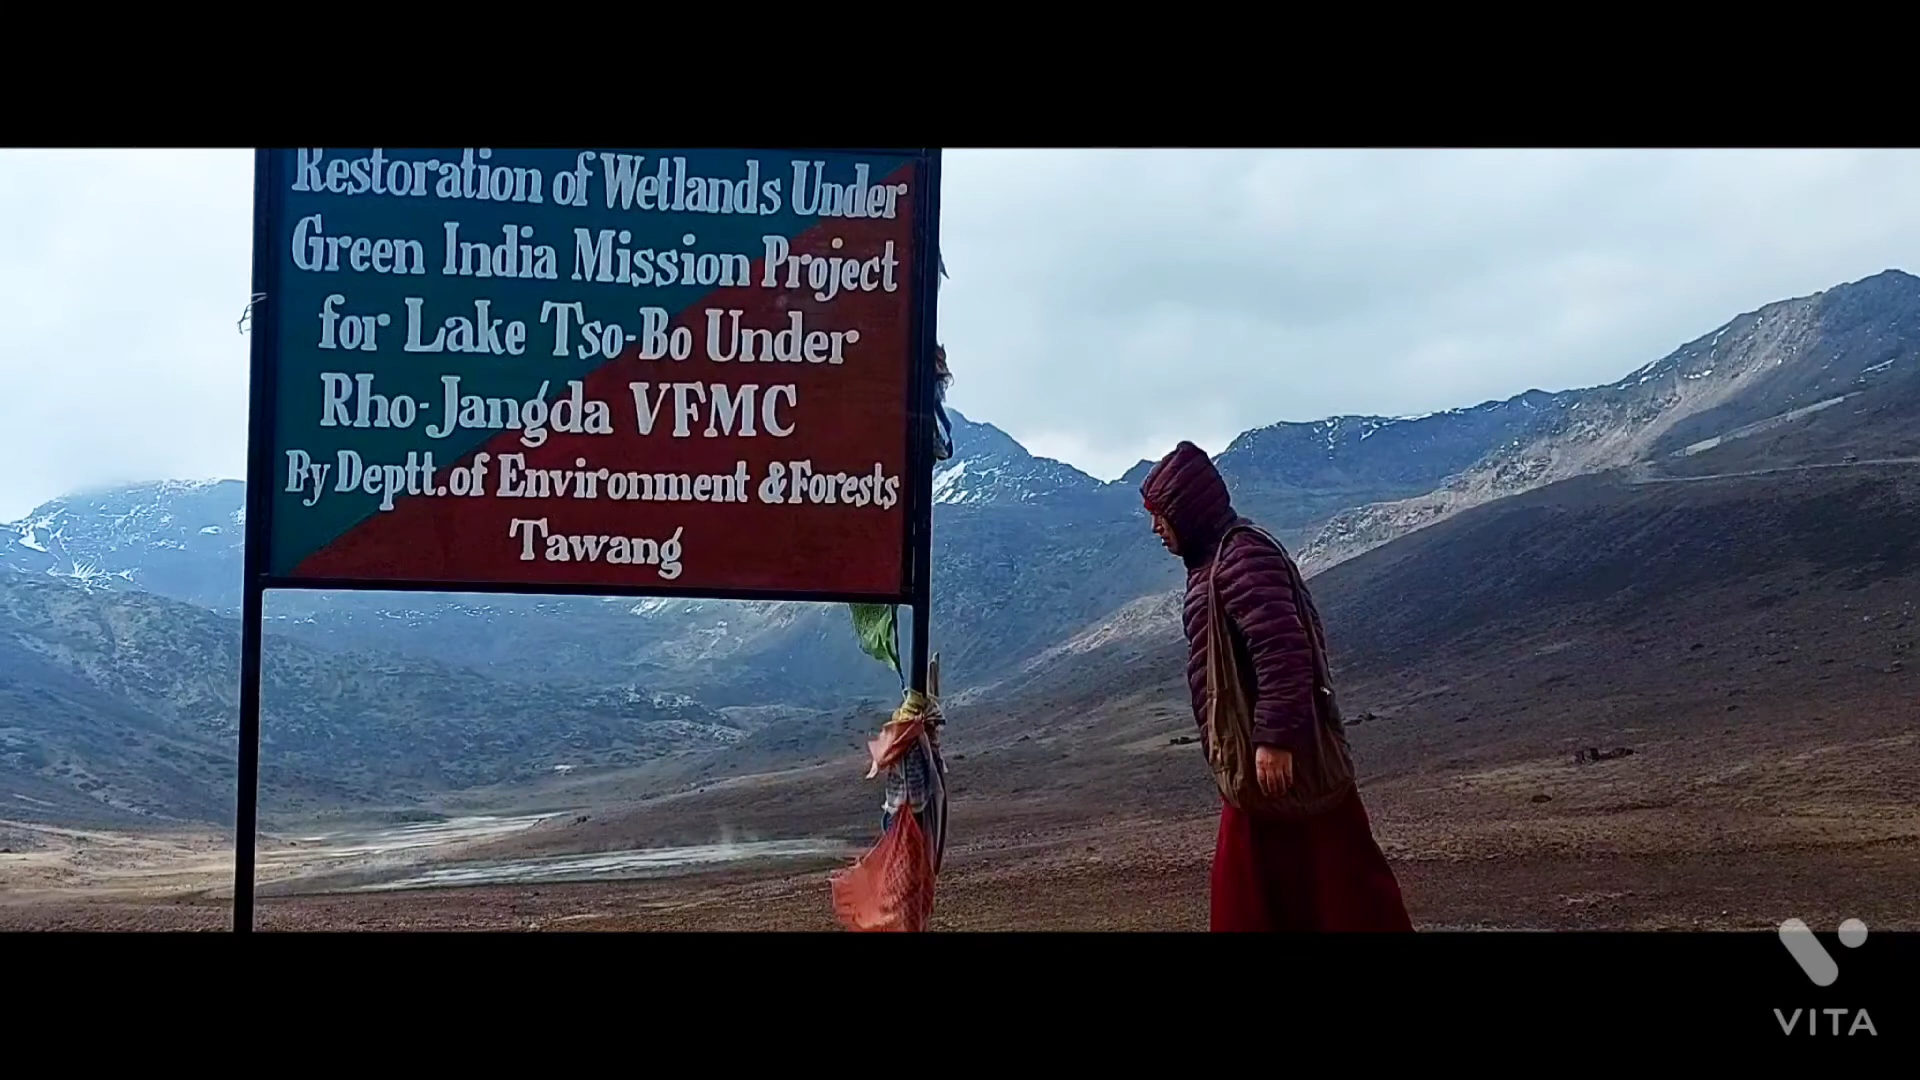 Restoration of Wetlands Under
Green India Mission Project
for Lake Tso-Bo Under
Rho-Jangda VFMC
By Deptt.of Environment &Forests
Tawang
VITA